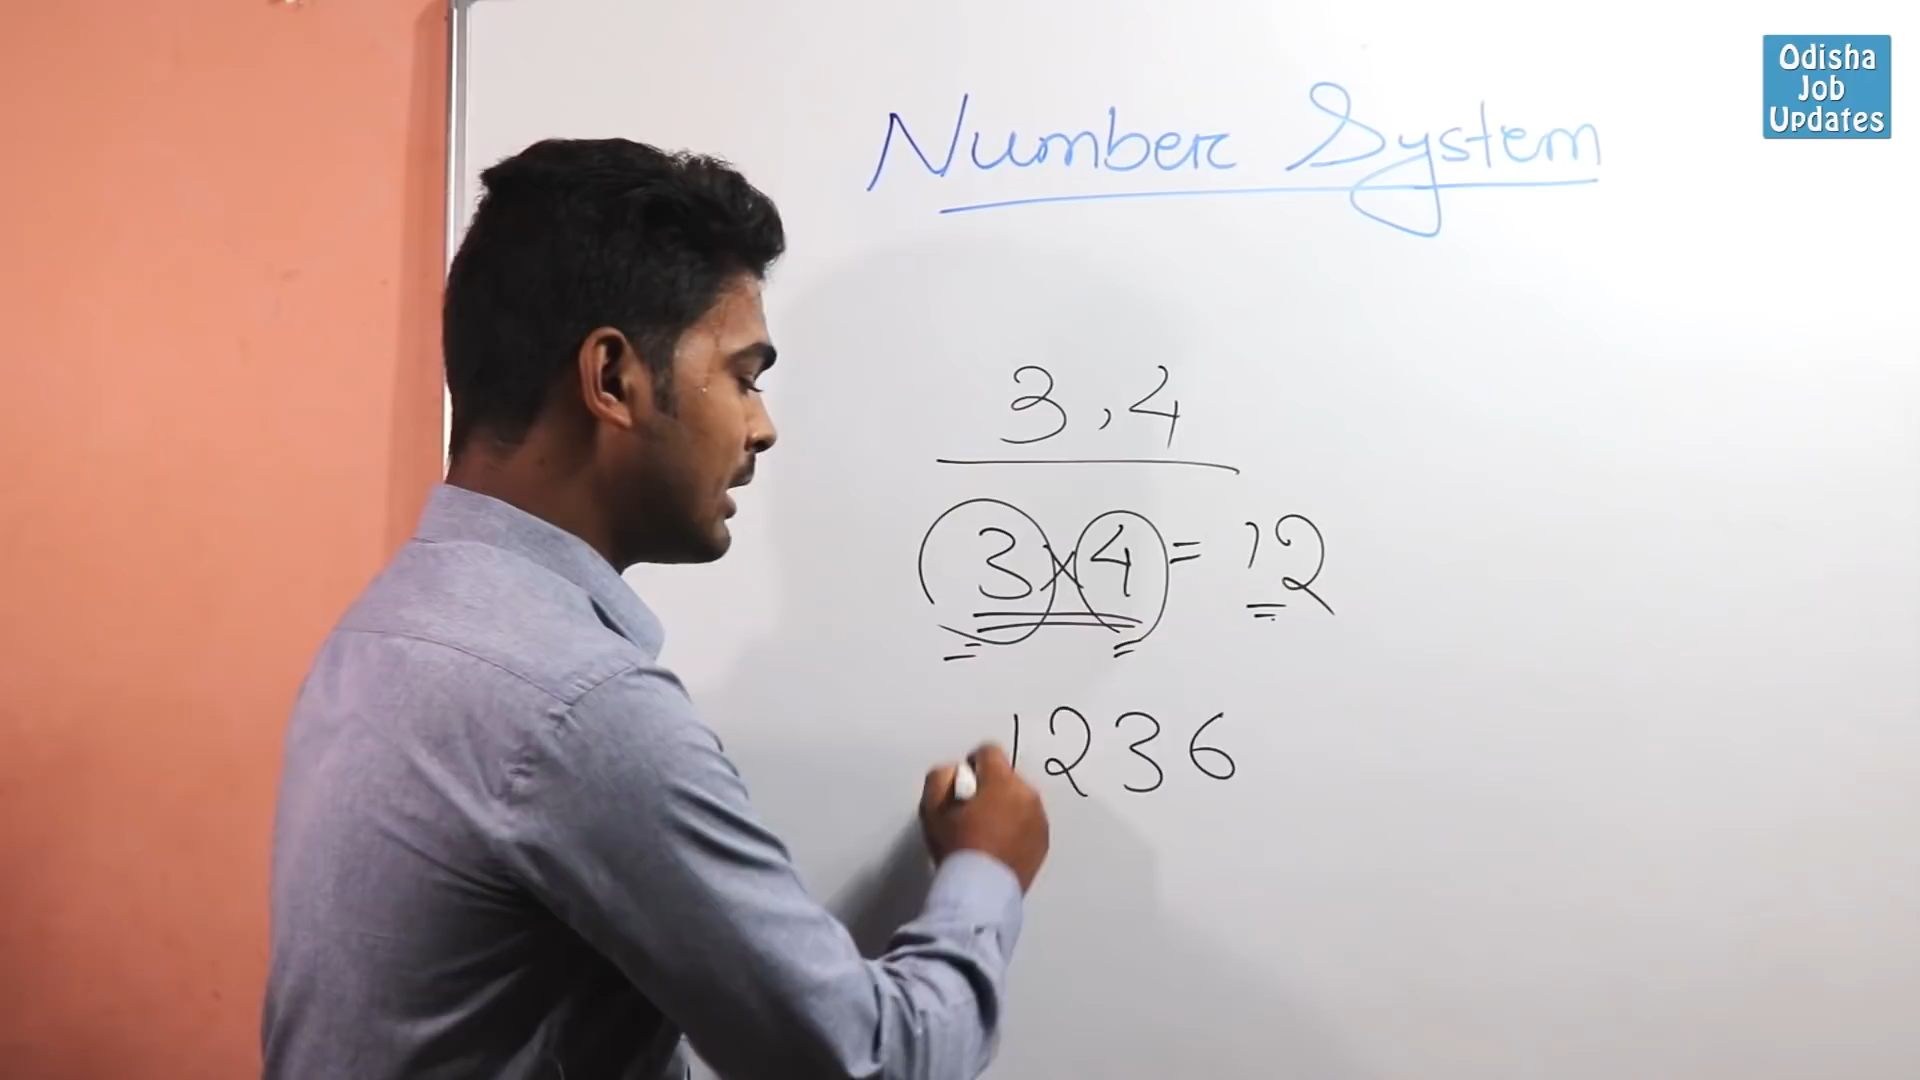 Number System
Odisha
Job
Updates
3,4
3×4=12
1236